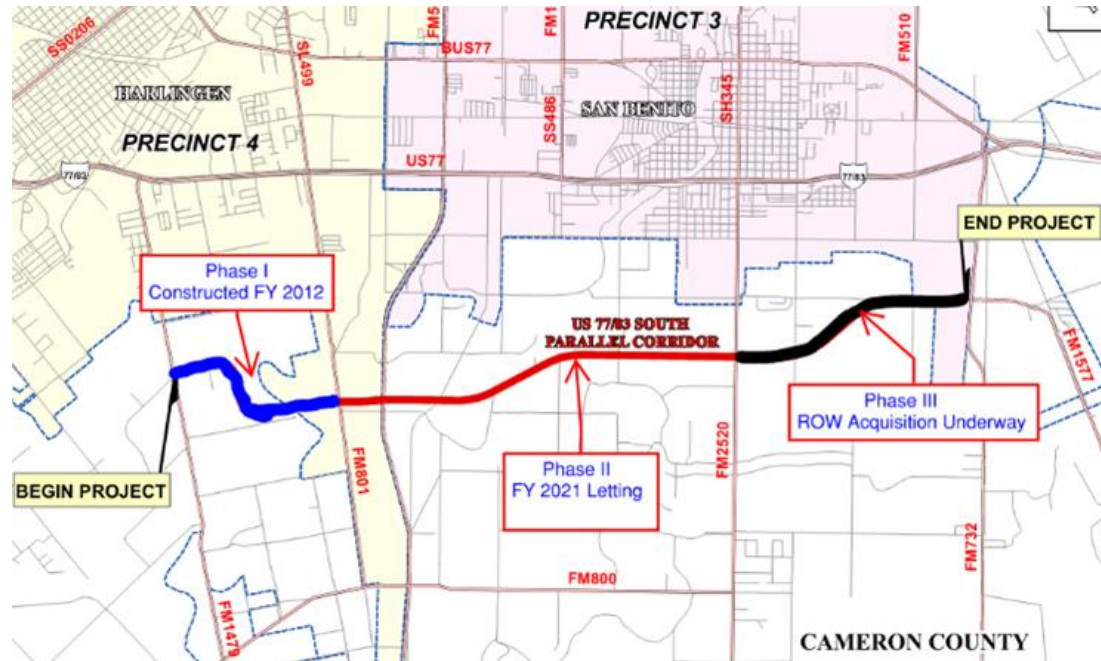 PRECINCT 3
SS0206
SL499
FM5
FM1
FM510
BUS77
HARLINGEN
SS486
SAN BENITO
SH345
PRECINCT 4
US77
77/83
77/83
END PROJECT
Phase I
Constructed FY 2012
US 77/83 SOUTH
PARALLEL CORRIDOR
FM1577
Phase III
ROW Acquisition Underway
BEGIN PROJECT
FM801
Phase II
FY 2021 Letting
FM2520
FM732
FM800
FM1479
CAMERON COUNTY